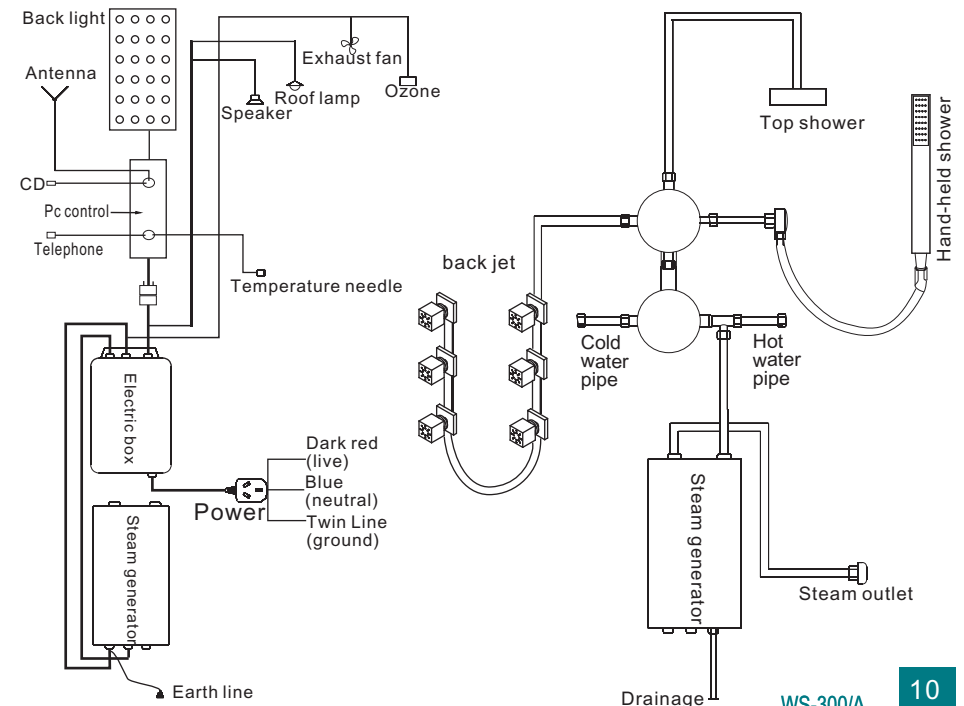 Back light
Antenna
Exhaust fan
Roof lamp
Ozone
Speaker
CD
Pc control
Telephone
Temperature needle
Electric box
Dark red
(live)
Blue
(neutral)
Twin Line
(ground)
Power
Steam generator
Earth line
Top shower
Hand-held shower
back jet
Cold
water
pipe
Hot
water
pipe
Steam generator
Steam outlet
Drainage
WS-300/A
10